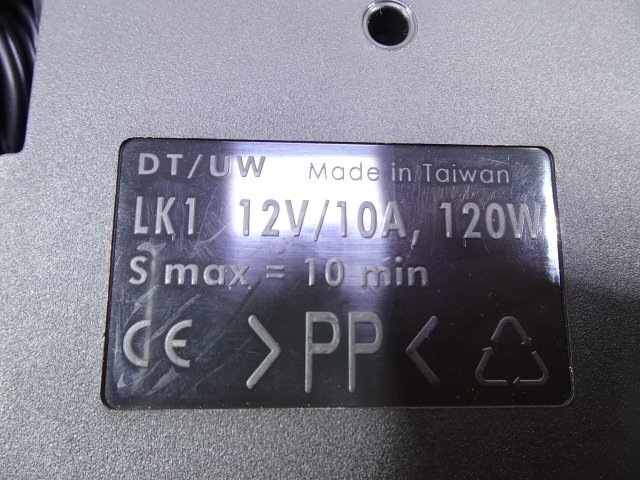 DT/UW Made in Taiwan
LK1 12V/10A, 120W
S max = 10 min
CE >PP<